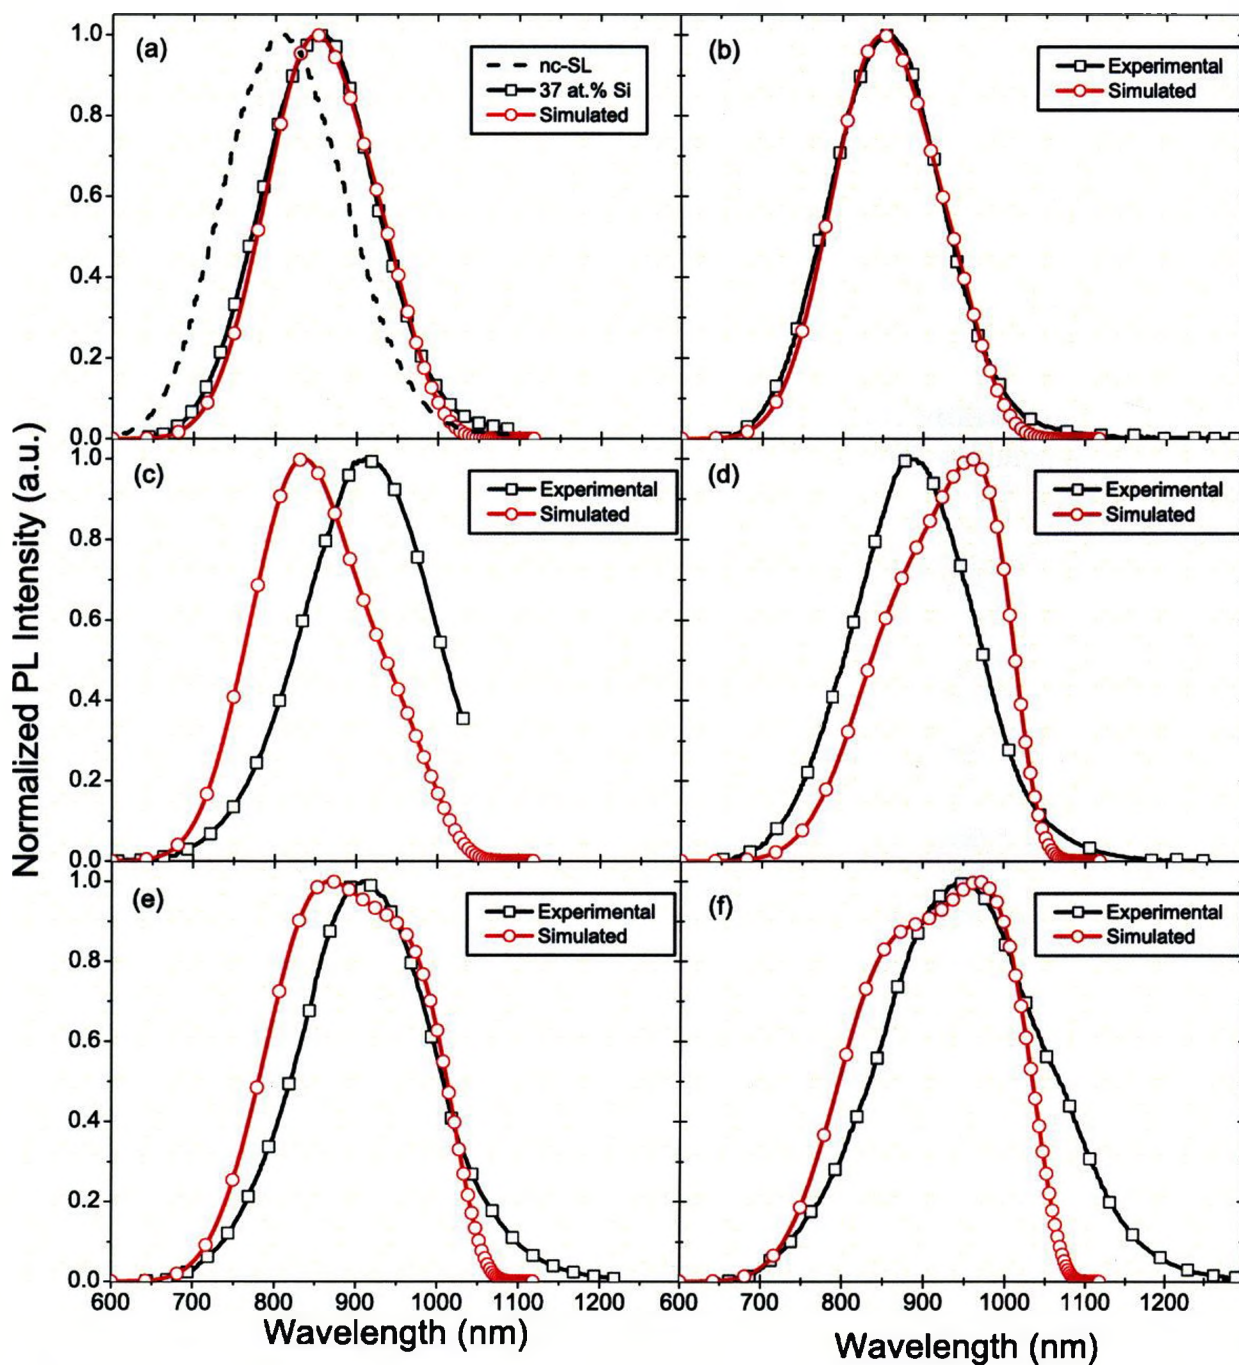 (a)
nc-SL
37 at.% Si
Simulated
(b)
Experimental
Simulated
1.0
0.8
0.6
0.4
0.2
0.0
(c)
Experimental
Simulated
(d)
Experimental
Simulated
1.0
0.8
0.6
0.4
0.2
0.0
(e)
Experimental
Simulated
(f)
Experimental
Simulated
1.0
0.8
0.6
0.4
0.2
0.0
Normalized PL Intensity (a.u.)
600 700 800 900 1000 1100 1200 600 700 800 900 1000 1100 1200
Wavelength (nm) Wavelength (nm)